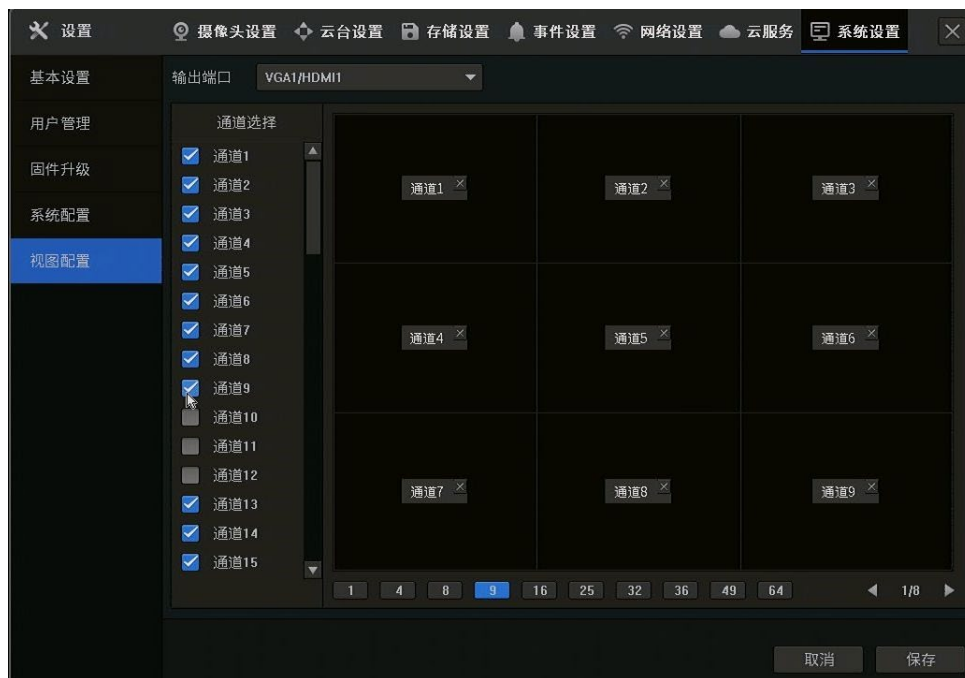 设置 摄像头设置 云台设置 存储设置 事件设置 网络设置 云服务 系统设置
基本设置
用户管理
固件升级
系统配置
视图配置
输出端口 VGA1/HDMI1
通道选择
通道1
通道2
通道3
通道4
通道5
通道6
通道7
通道8
通道9
通道10
通道11
通道12
通道13
通道14
通道15
通道1 通道2 通道3
通道4 通道5 通道6
通道7 通道8 通道9
1 4 8 9 16 25 32 36 49 64 1/8
取消 保存